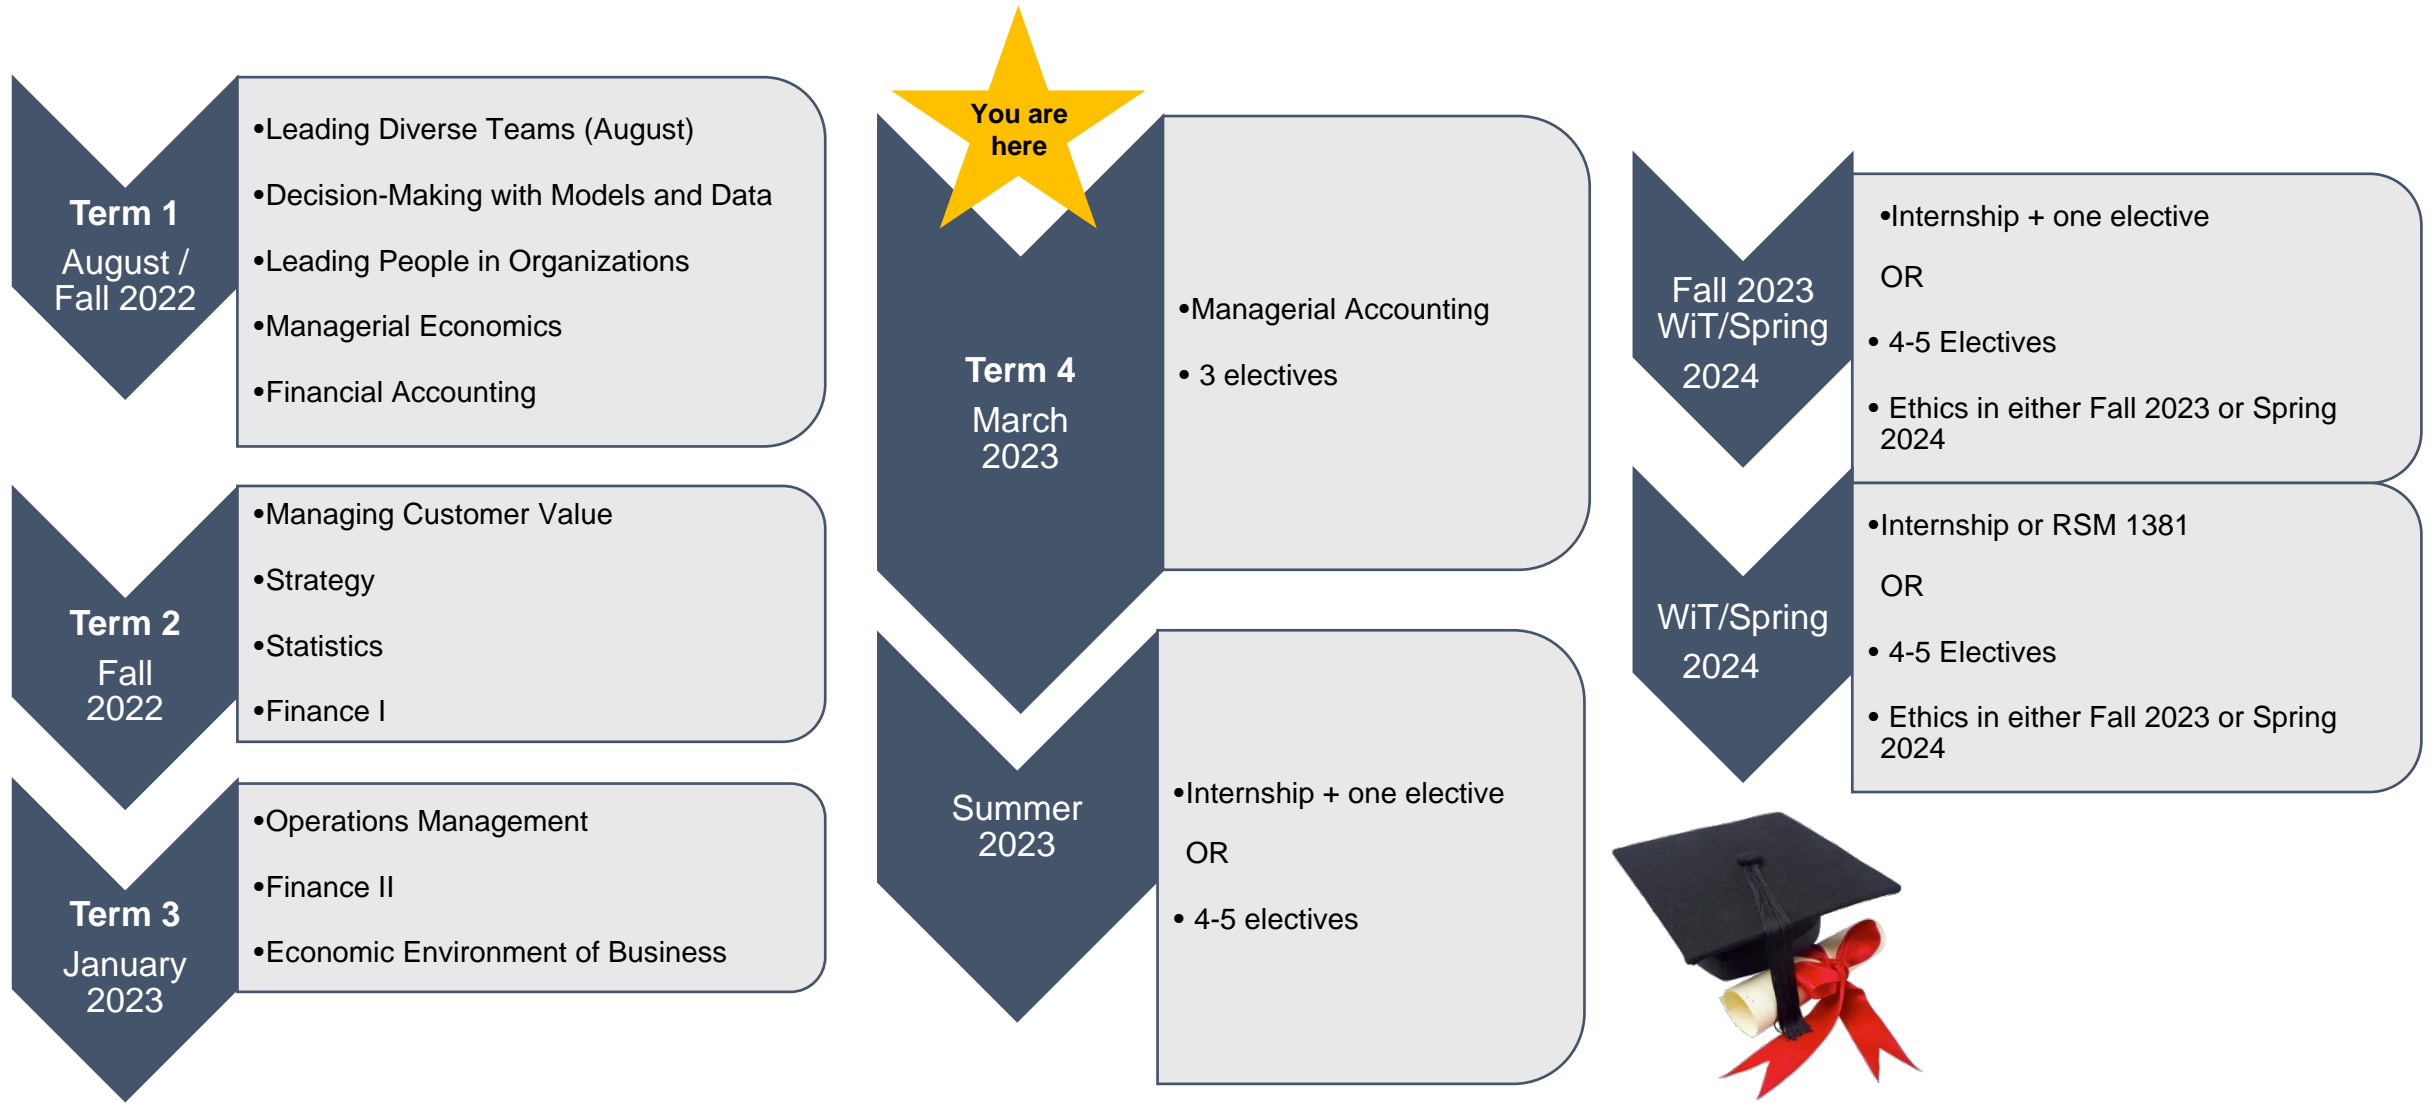 Term 1
August /
Fall 2022
•Leading Diverse Teams (August)
•Decision-Making with Models and Data
•Leading People in Organizations
•Managerial Economics
•Financial Accounting
Term 2
Fall
2022
•Managing Customer Value
•Strategy
•Statistics
•Finance I
Term 3
January
2023
•Operations Management
•Finance II
•Economic Environment of Business
You are
here
Term 4
March
2023
•Managerial Accounting
• 3 electives
Summer
2023
•Internship + one elective
OR
• 4-5 electives
Fall 2023
WiT/Spring
2024
•Internship + one elective
OR
• 4-5 Electives
• Ethics in either Fall 2023 or Spring
2024
WiT/Spring
2024
•Internship or RSM 1381
OR
• 4-5 Electives
• Ethics in either Fall 2023 or Spring
2024